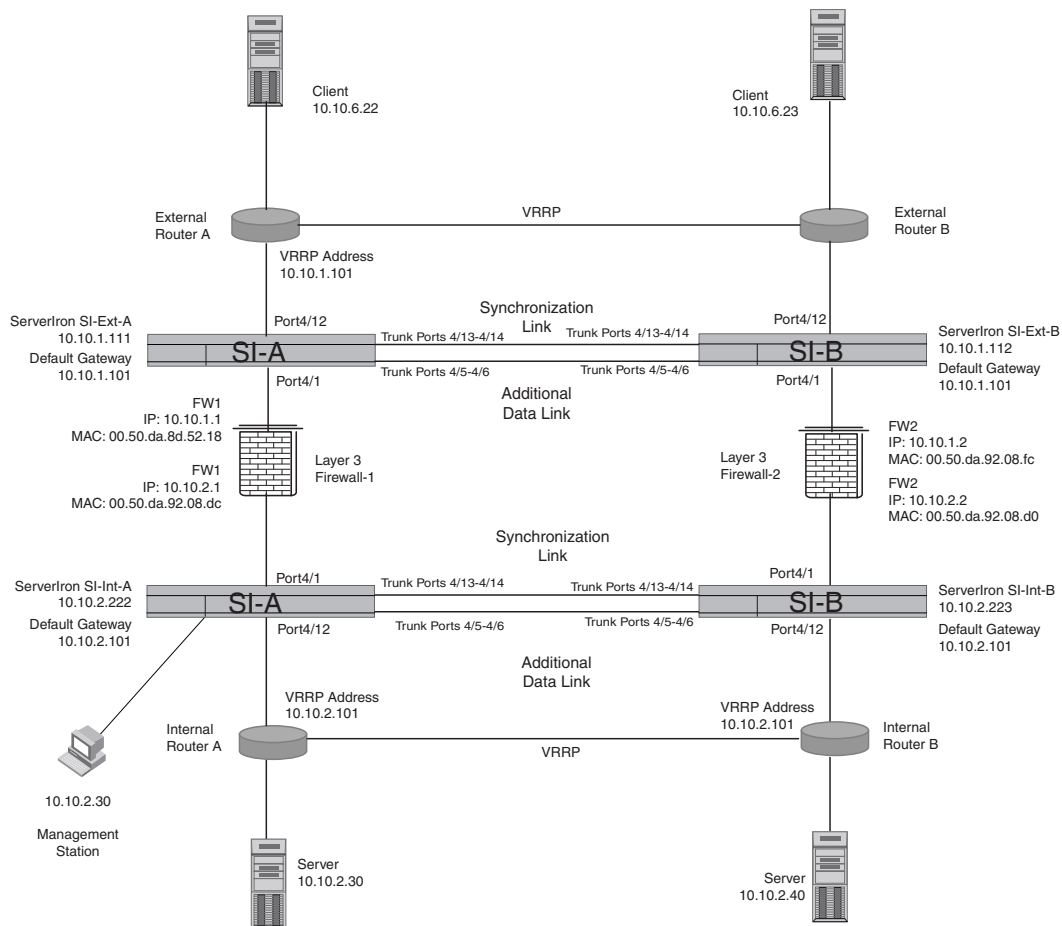 Client
10.10.6.22
Client
10.10.6.23
External
Router A
VRRP
External
Router B
VRRP Address
10.10.1.101
ServerIron SI-Ext-A
10.10.1.111
Default Gateway
10.10.1.101
Port4/12
SI-A
Port4/1
Synchronization
Link
Trunk Ports 4/13-4/14
Trunk Ports 4/13-4/14
Trunk Ports 4/5-4/6
Trunk Ports 4/5-4/6
Additional
Data Link
Port4/12
SI-B
Port4/1
ServerIron SI-Ext-B
10.10.1.112
Default Gateway
10.10.1.101
FW1
IP: 10.10.1.1
MAC: 00.50.da.8d.52.18
FW1
IP: 10.10.2.1
MAC: 00.50.da.92.08.dc
Layer 3
Firewall-1
Layer 3
Firewall-2
FW2
IP: 10.10.1.2
MAC: 00.50.da.92.08.fc
FW2
IP: 10.10.2.2
MAC: 00.50.da.92.08.d0
Synchronization
Link
ServerIron SI-Int-A
10.10.2.222
Default Gateway
10.10.2.101
Port4/1
SI-A
Port4/12
Trunk Ports 4/13-4/14
Trunk Ports 4/13-4/14
Trunk Ports 4/5-4/6
Trunk Ports 4/5-4/6
Additional
Data Link
Port4/1
SI-B
Port4/12
ServerIron SI-Int-B
10.10.2.223
Default Gateway
10.10.2.101
VRRP Address
10.10.2.101
VRRP Address
10.10.2.101
Internal
Router A
VRRP
Internal
Router B
10.10.2.30
Management
Station
Server
10.10.2.30
Server
10.10.2.40